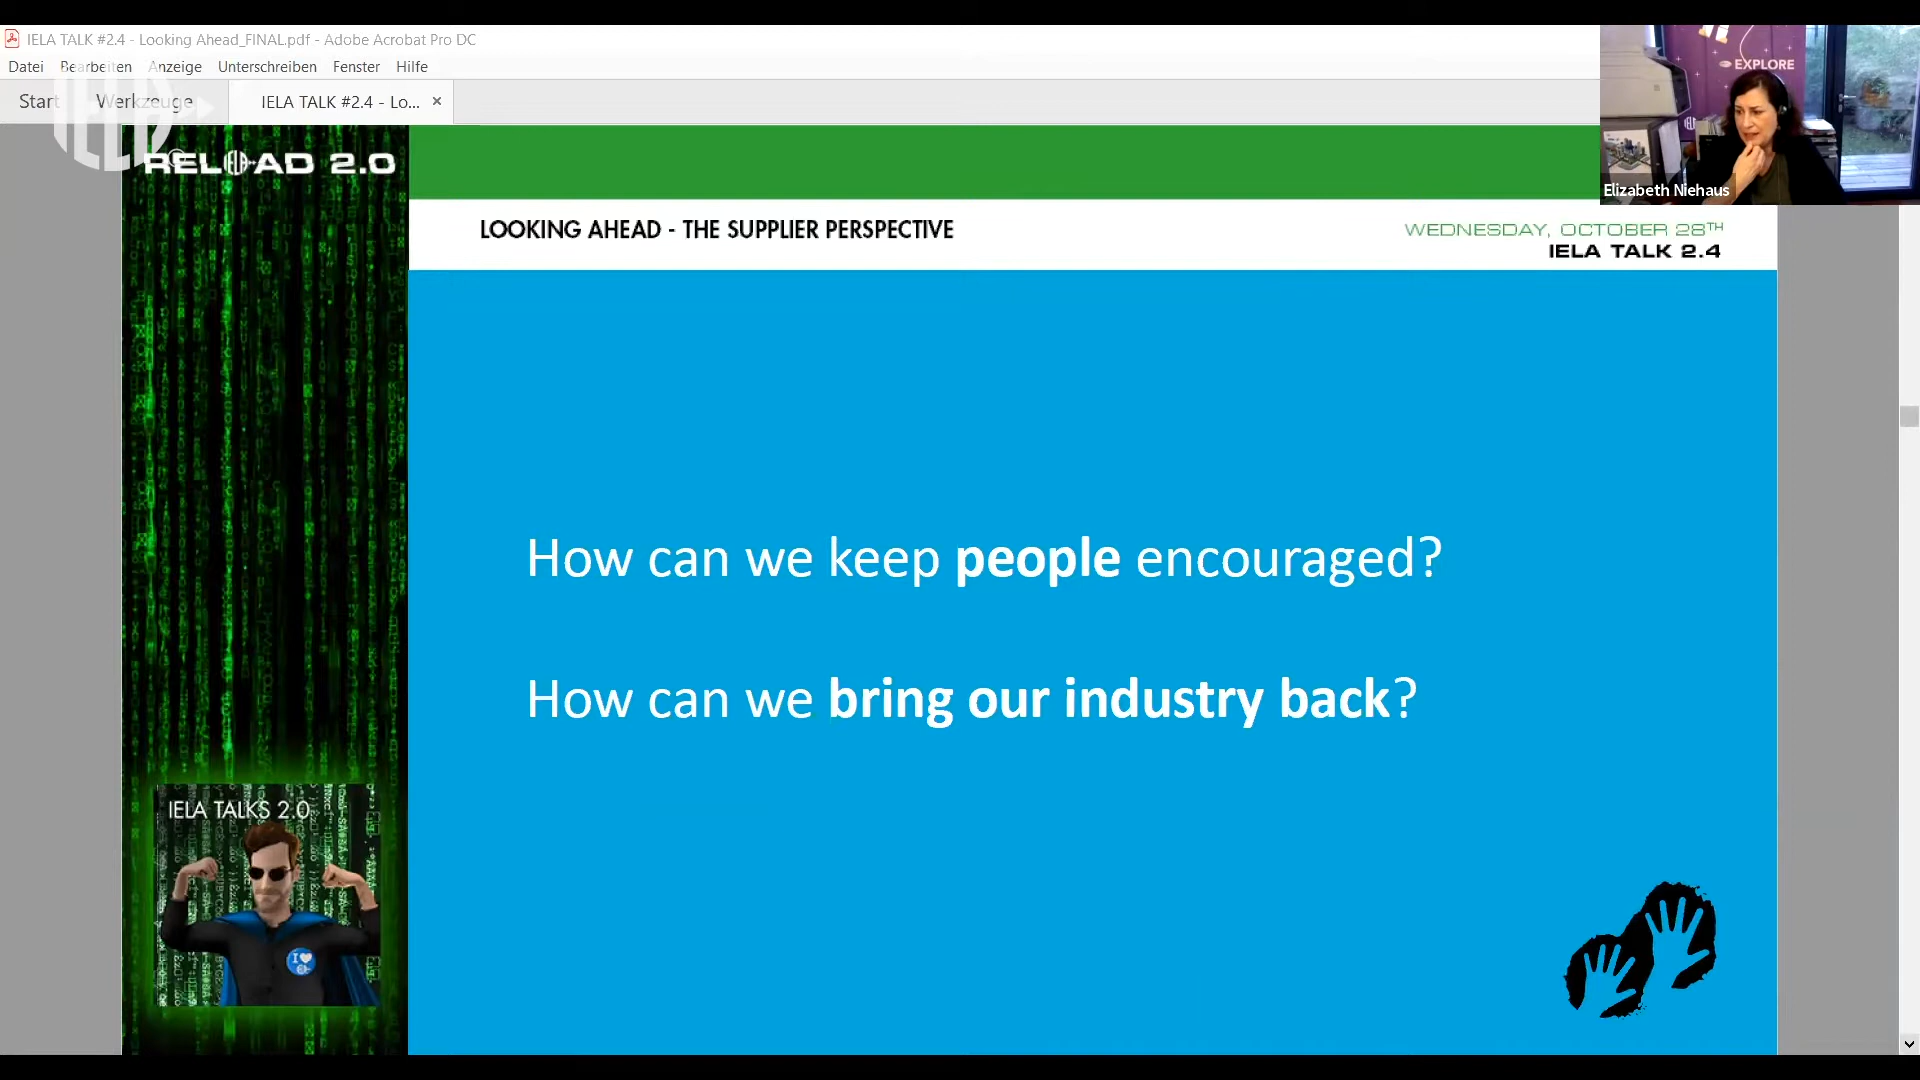 IELA TALK #2.4 - Looking Ahead_FINAL.pdf - Adobe Acrobat Pro DC
Datei Bearbeiten Anzeige Unterschreiben Fenster Hilfe
Start Werkzeuge IELA TALK #2.4 - Lo... ×
IELA
EXPLORE
Elizabeth Niehaus
RELOAD 2.0
LOOKING AHEAD - THE SUPPLIER PERSPECTIVE
WEDNESDAY, OCTOBER 28TH
IELA TALK 2.4
How can we keep people encouraged?
How can we bring our industry back?
IELA TALKS 2.0
I